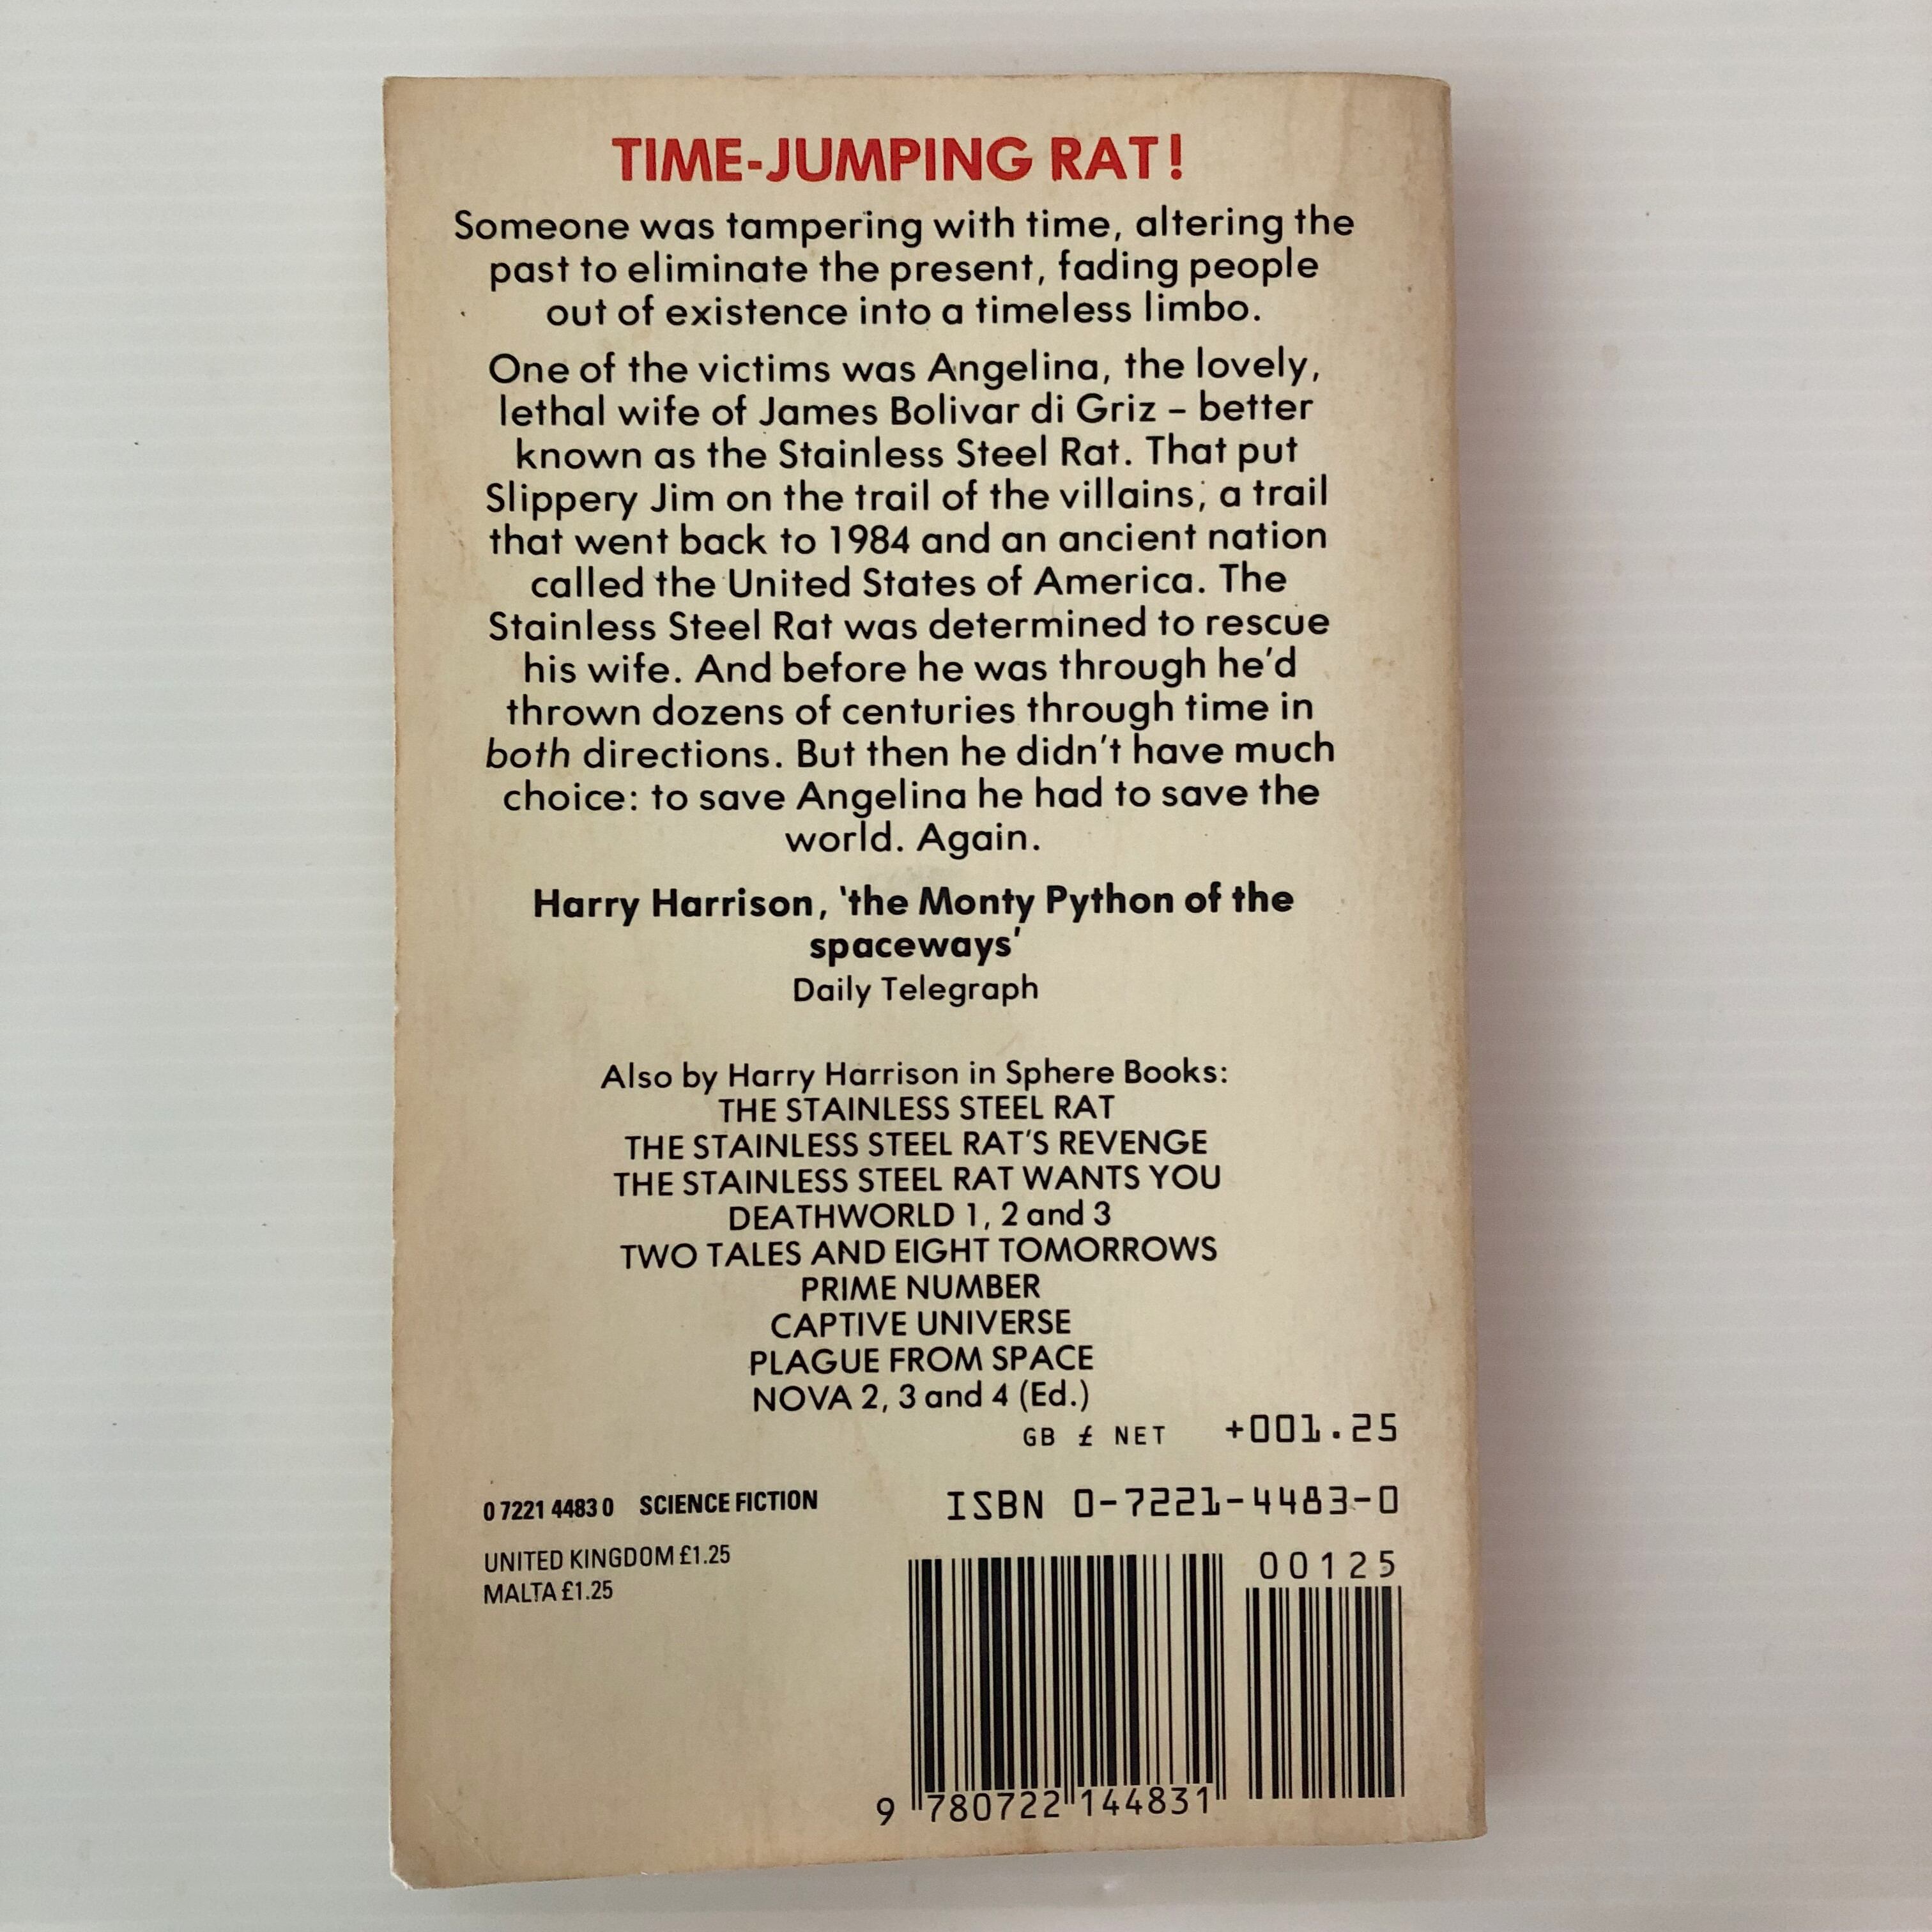 TIME-JUMPING RAT!
Someone was tampering with time, altering the
past to eliminate the present, fading people
out of existence into a timeless limbo.
One of the victims was Angelina, the lovely,
lethal wife of James Bolivar di Griz – better
known as the Stainless Steel Rat. That put
Slippery Jim on the trail of the villains, a trail
that went back to 1984 and an ancient nation
called the United States of America. The
Stainless Steel Rat was determined to rescue
his wife. And before he was through he'd
thrown dozens of centuries through time in
both directions. But then he didn't have much
choice: to save Angelina he had to save the
world. Again.
Harry Harrison, 'the Monty Python of the
spaceways'
Daily Telegraph
Also by Harry Harrison in Sphere Books:
THE STAINLESS STEEL RAT
THE STAINLESS STEEL RAT'S REVENGE
THE STAINLESS STEEL RAT WANTS YOU
DEATHWORLD 1, 2 and 3
TWO TALES AND EIGHT TOMORROWS
PRIME NUMBER
CAPTIVE UNIVERSE
PLAGUE FROM SPACE
NOVA 2, 3 and 4 (Ed.)
GB £ NET +001.25
0 7221 4483 0 SCIENCE FICTION
ISBN 0-7221-4483-0
UNITED KINGDOM £1.25
MALTA £1.25
00125
9 780722 144831